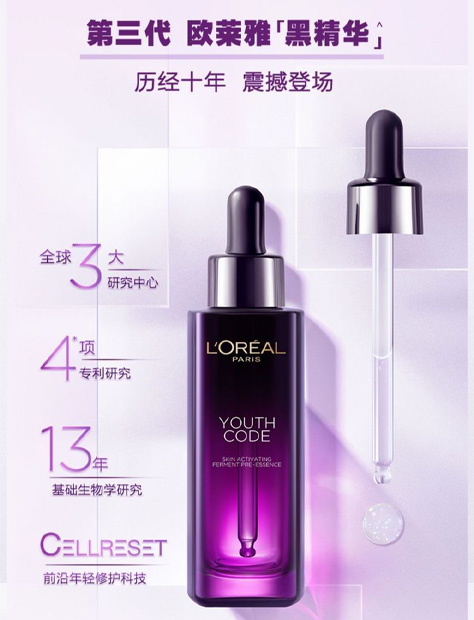 第三代 欧莱雅「黑精华^」
历经十年 震撼登场
全球3大
研究中心
4*项
专利研究
13年
基础生物学研究
CELLRESET
前沿年轻修护科技
L'ORÉAL
PARIS
YOUTH
CODE
SKIN ACTIVATING
FERMENT PRE-ESSENCE